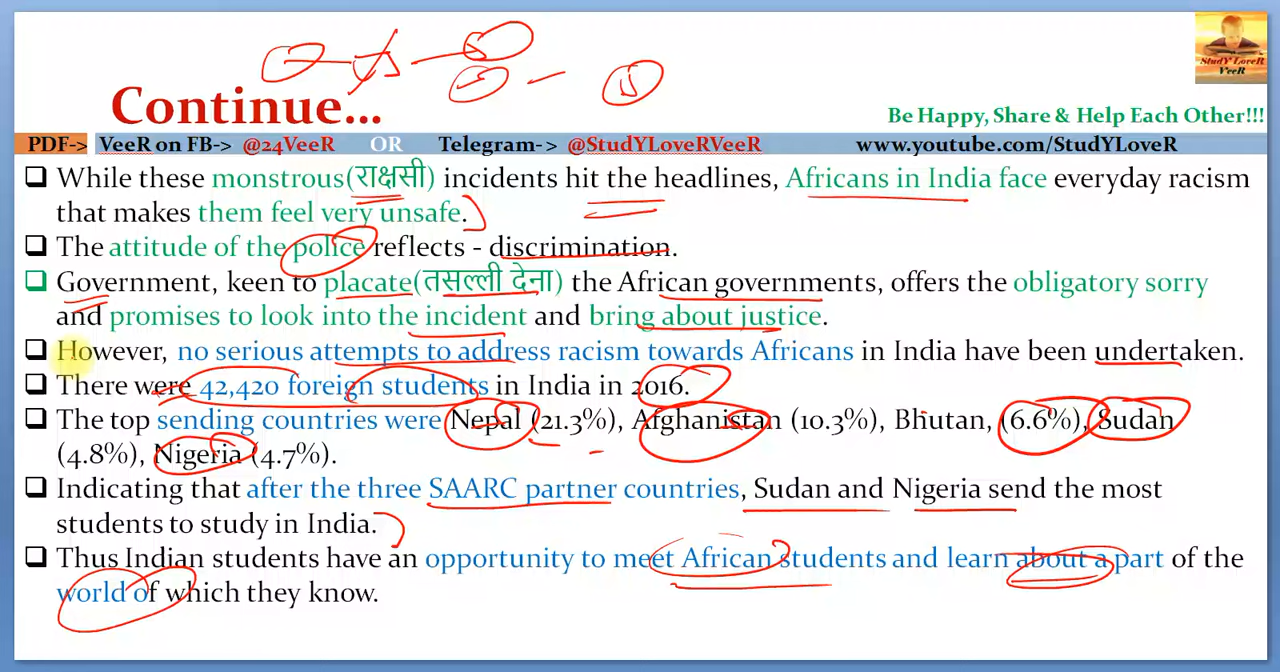 StudY LoveR
VeeR
Continue...
Be Happy, Share & Help Each Other!!!
PDF-> VeeR on FB-> @24VeeR OR Telegram-> @StudYLoveRVeeR www.youtube.com/StudYLoveR
While these monstrous(राक्षसी) incidents hit the headlines, Africans in India face everyday racism
that makes them feel very unsafe.
The attitude of the police reflects - discrimination.
Government, keen to placate(तसल्ली देना) the African governments, offers the obligatory sorry
and promises to look into the incident and bring about justice.
However, no serious attempts to address racism towards Africans in India have been undertaken.
There were 42,420 foreign students in India in 2016.
The top sending countries were Nepal (21.3%), Afghanistan (10.3%), Bhutan, (6.6%), Sudan
(4.8%), Nigeria (4.7%).
Indicating that after the three SAARC partner countries, Sudan and Nigeria send the most
students to study in India.
Thus Indian students have an opportunity to meet African students and learn about a part of the
world of which they know.